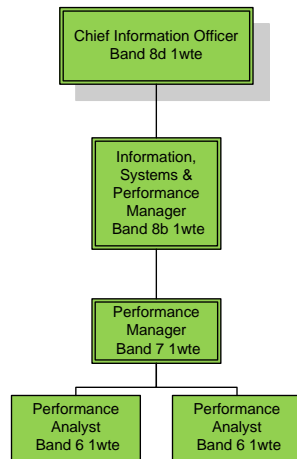 Chief Information Officer
Band 8d 1wte
Information,
Systems &
Performance
Manager
Band 8b 1wte
Performance
Manager
Band 7 1wte
Performance
Analyst
Band 6 1wte
Performance
Analyst
Band 6 1wte